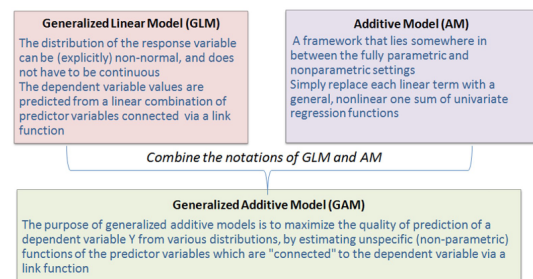 Generalized Linear Model (GLM)
The distribution of the response variable
can be (explicitly) non-normal, and does
not have to be continuous
The dependent variable values are
predicted from a linear combination of
predictor variables connected via a link
function
Additive Model (AM)
A framework that lies somewhere in
between the fully parametric and
nonparametric settings
Simply replace each linear term with a
general, nonlinear one sum of univariate
regression functions
Combine the notations of GLM and AM
Generalized Additive Model (GAM)
The purpose of generalized additive models is to maximize the quality of prediction of a
dependent variable Y from various distributions, by estimating unspecific (non-parametric)
functions of the predictor variables which are "connected" to the dependent variable via a
link function